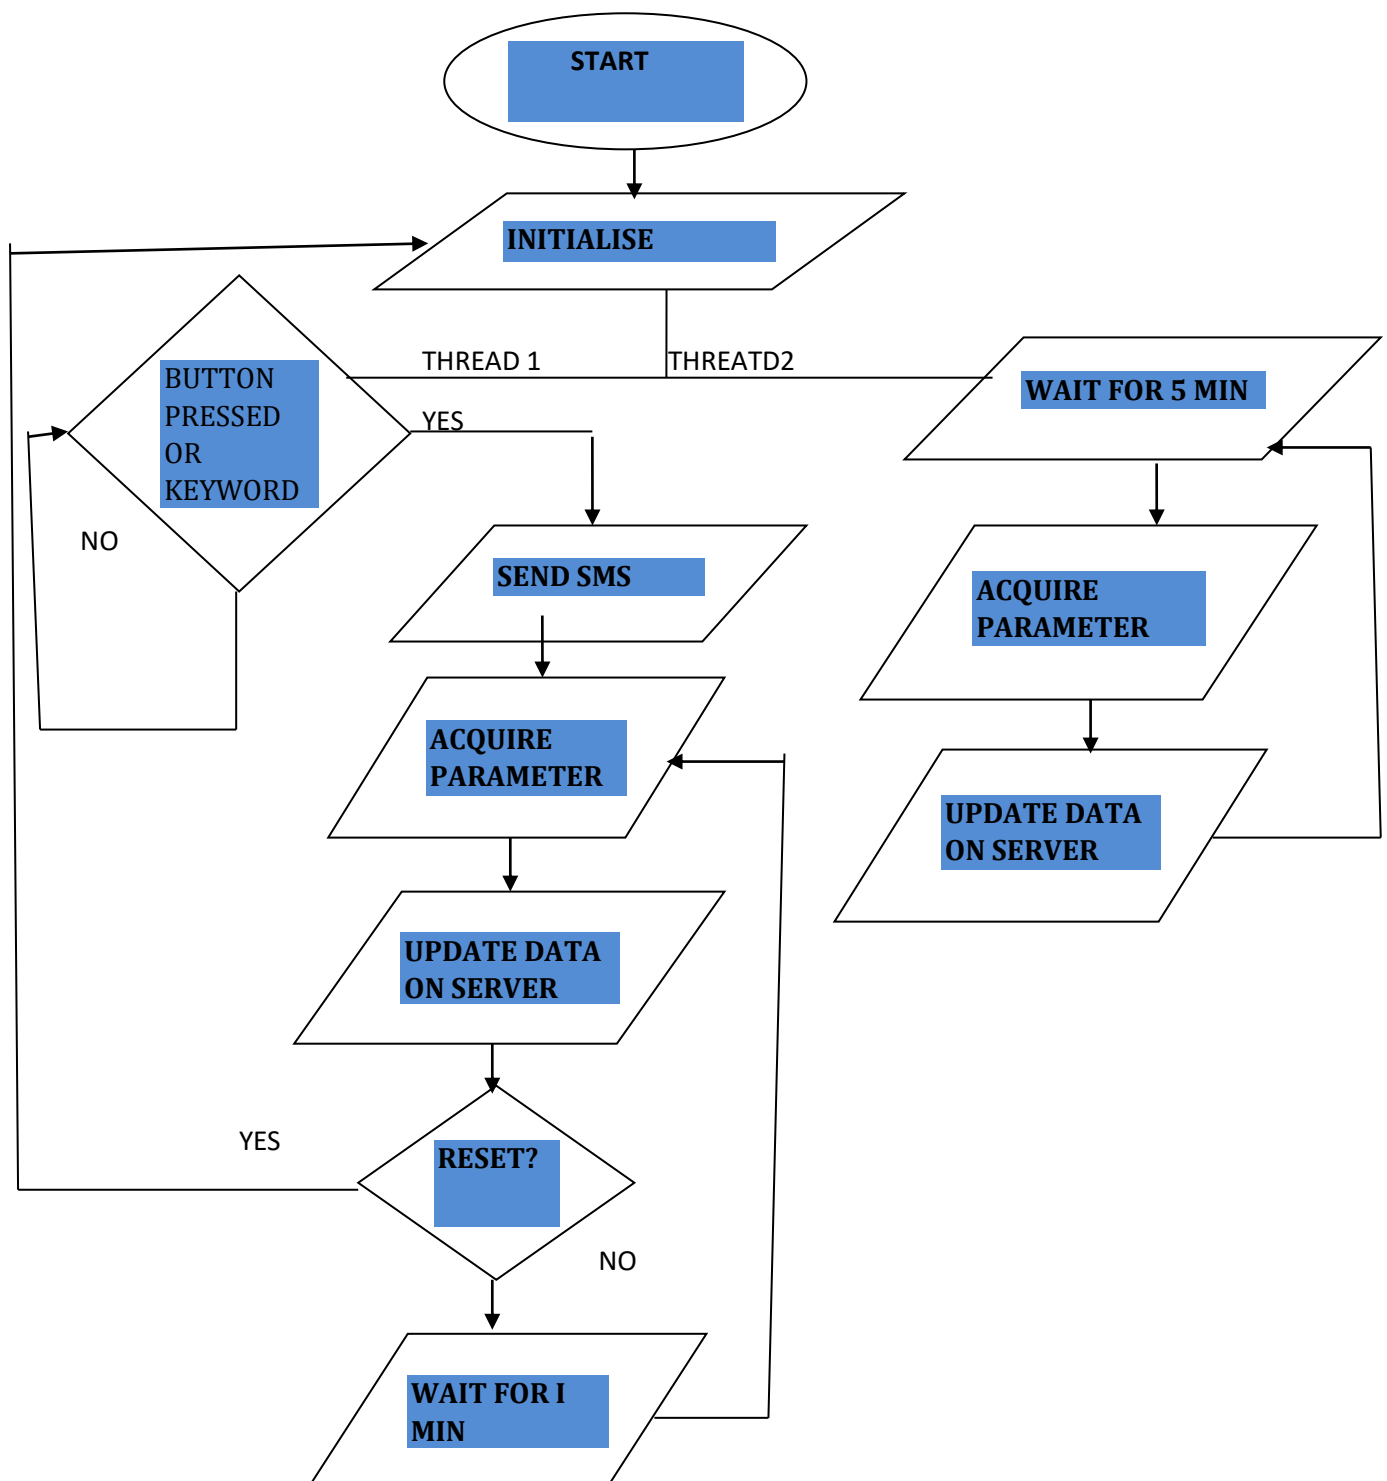 START
INITIALISE
THREAD 1
THREATD2
BUTTON
PRESSED
OR
KEYWORD
YES
NO
WAIT FOR 5 MIN
SEND SMS
ACQUIRE
PARAMETER
ACQUIRE
PARAMETER
UPDATE DATA
ON SERVER
UPDATE DATA
ON SERVER
YES
RESET?
NO
WAIT FOR I
MIN